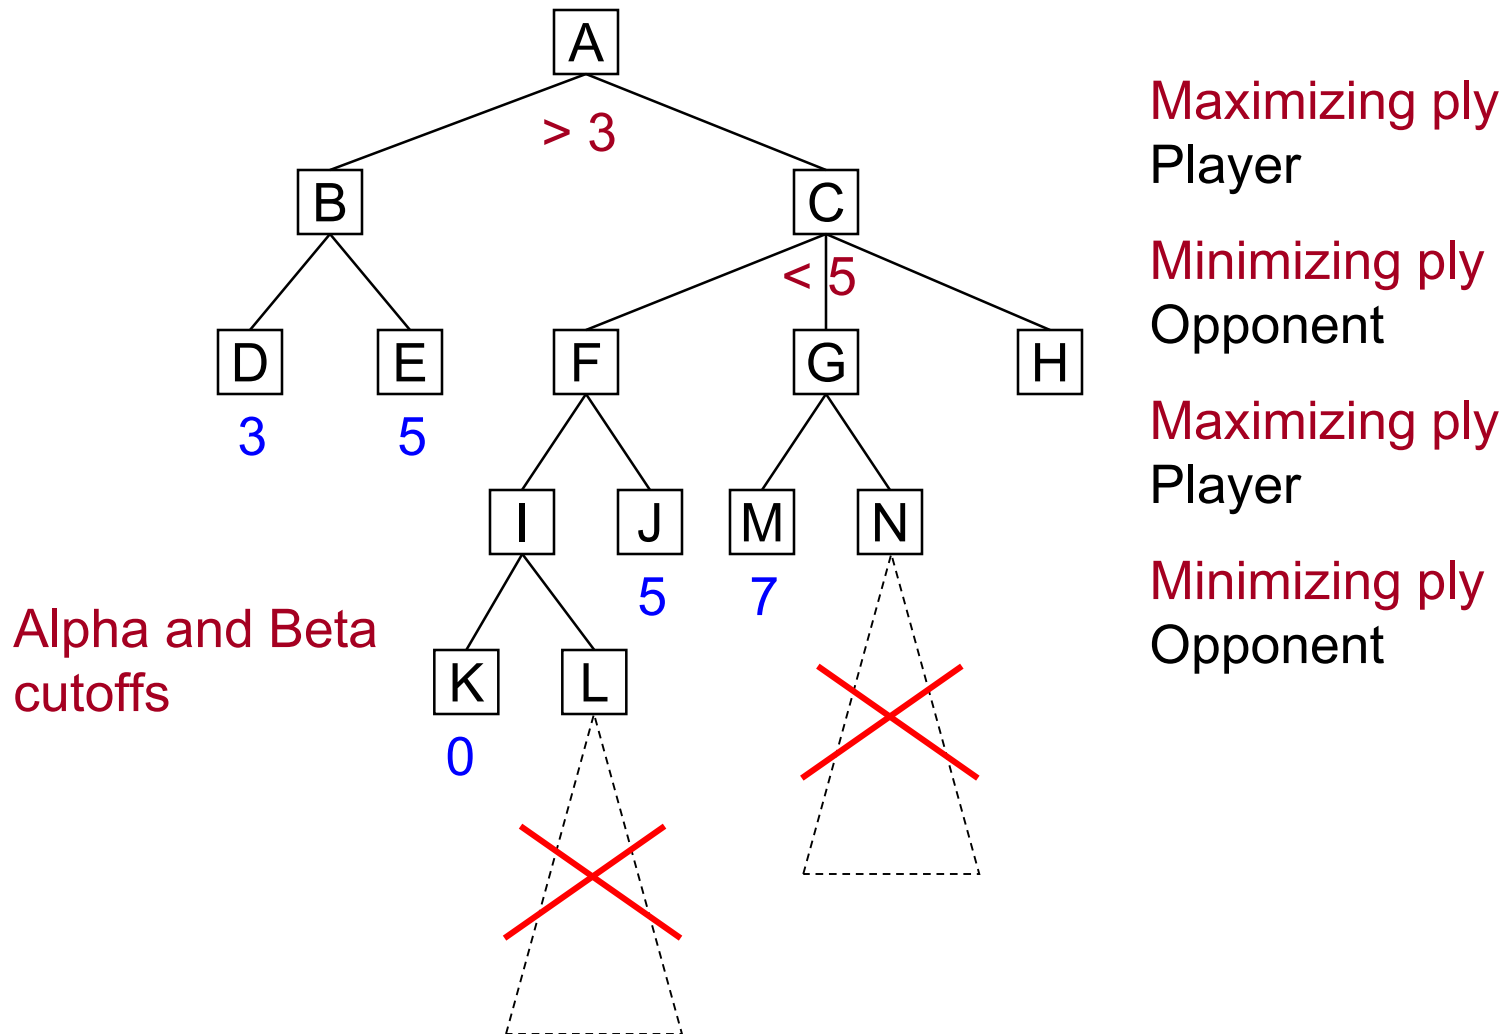 A
> 3
Maximizing ply
Player
B
C
< 5
Minimizing ply
Opponent
D
E
F
G
H
3
5
Maximizing ply
Player
I
J
M
N
5
7
Minimizing ply
Opponent
Alpha and Beta
cutoffs
K
L
0